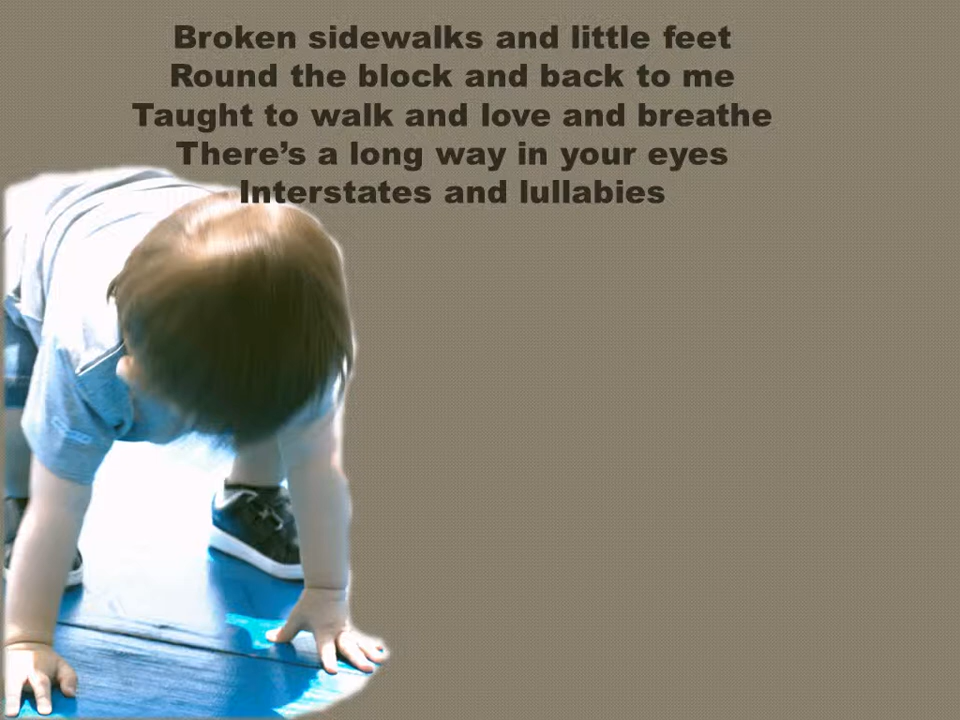 Broken sidewalks and little feet
Round the block and back to me
Taught to walk and love and breathe
There’s a long way in your eyes
Interstates and lullabies